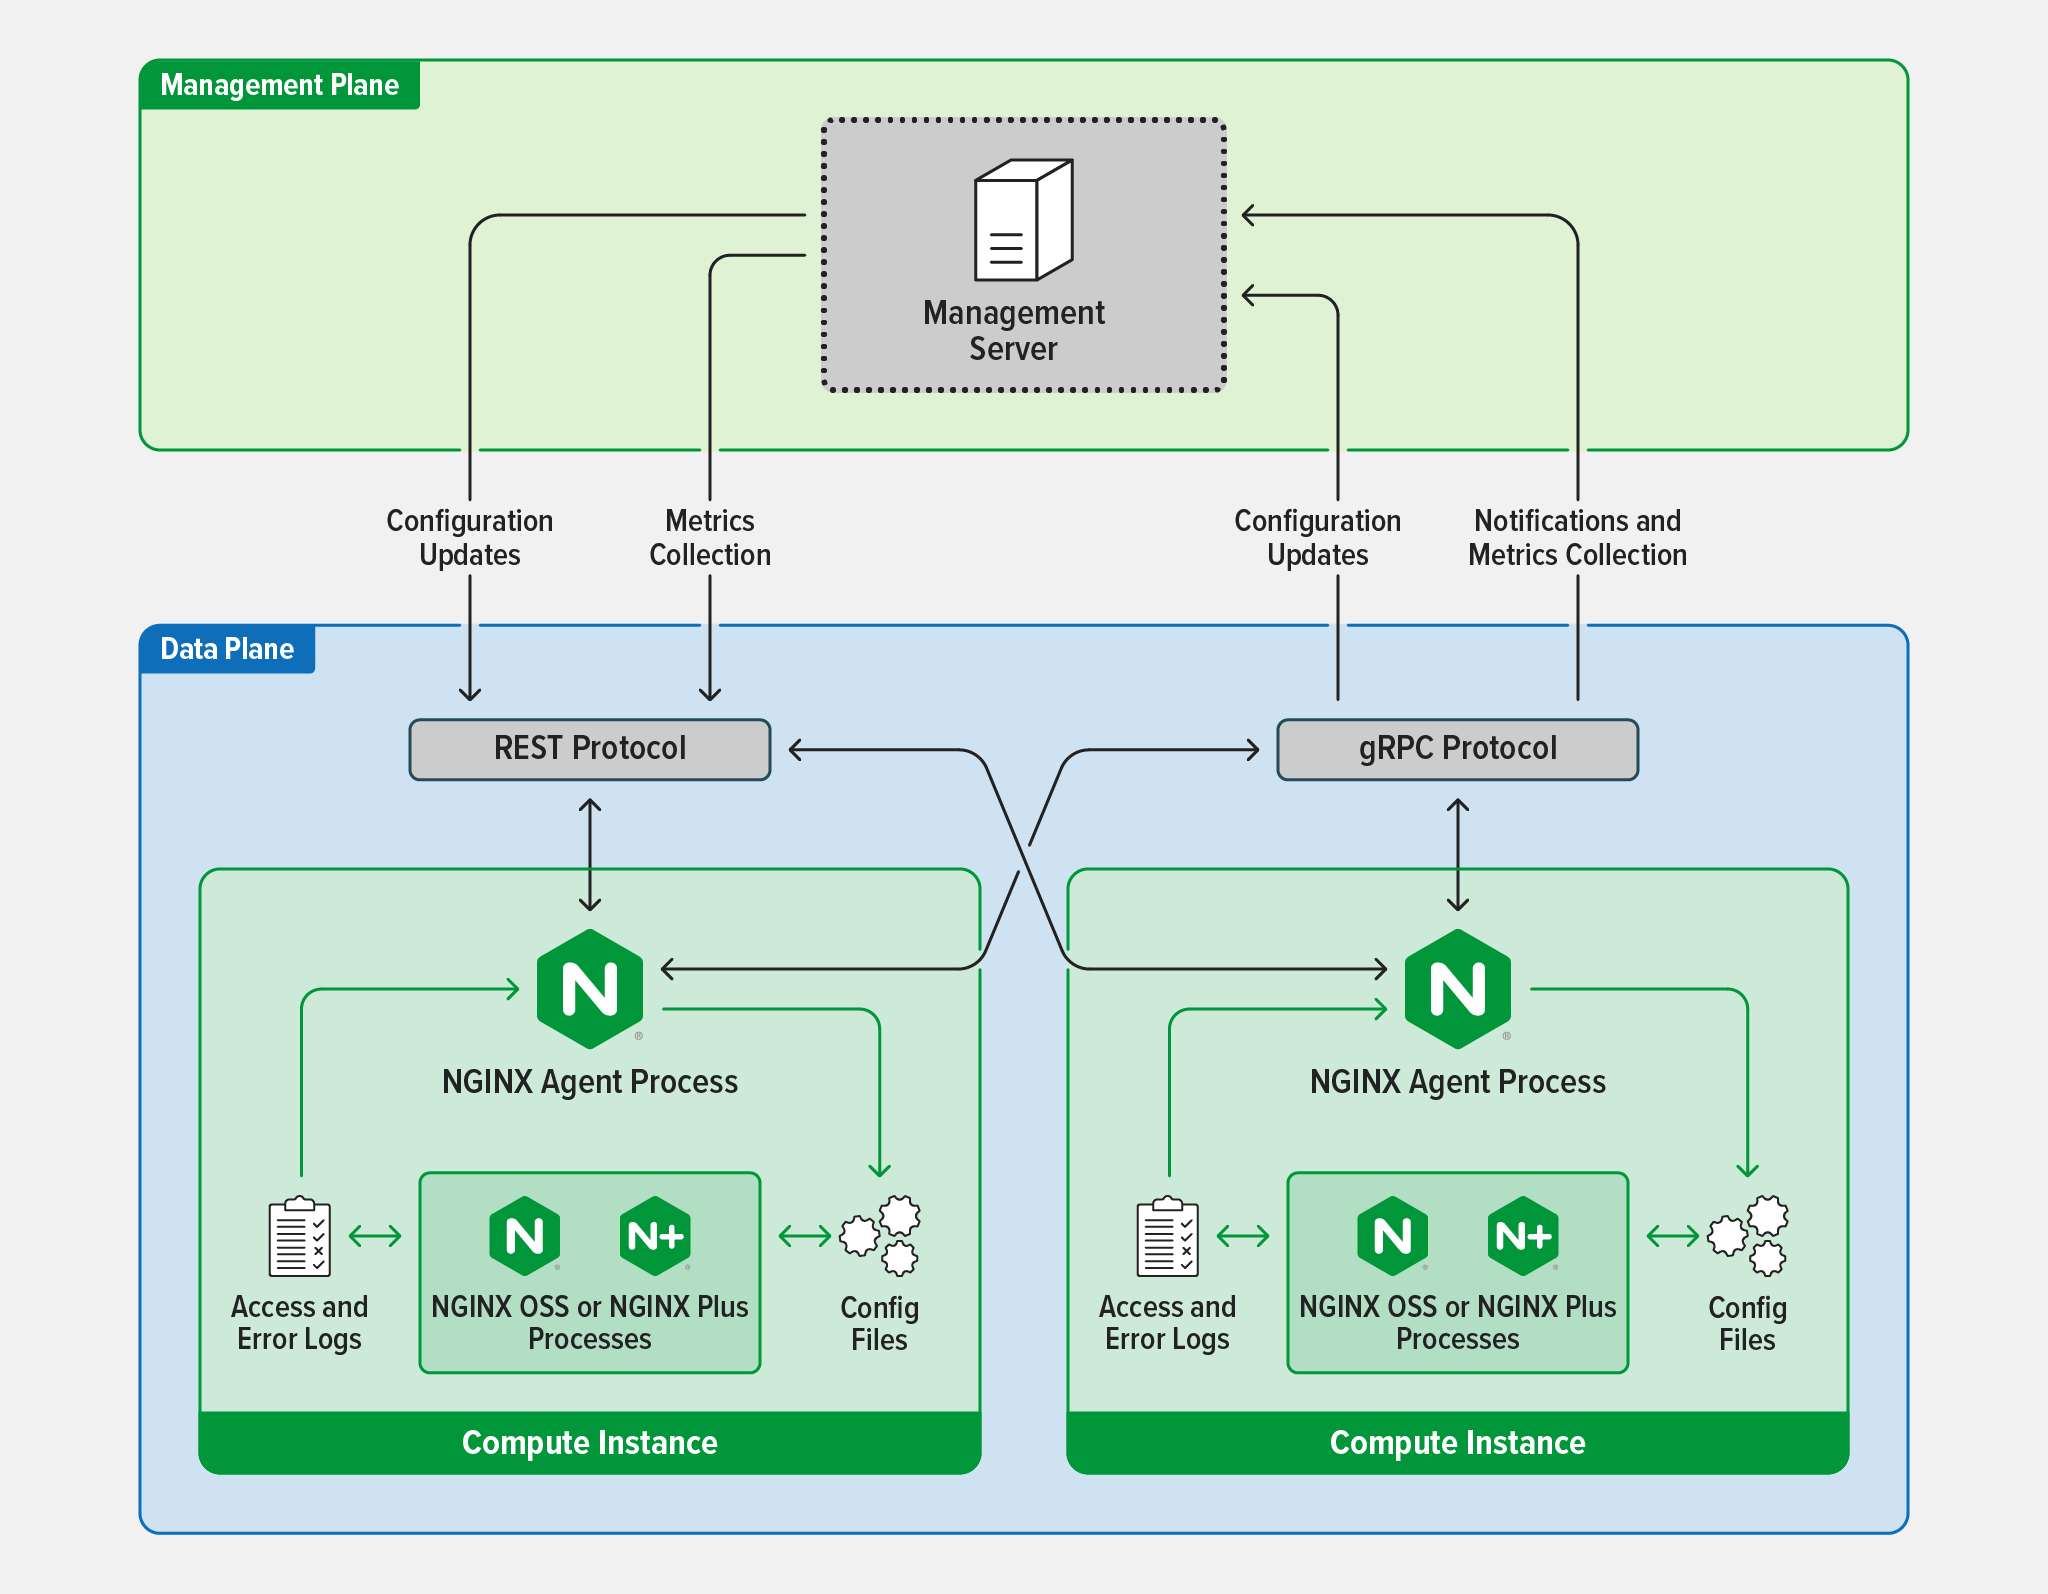 Management Plane
Management
Server
Configuration
Updates
Metrics
Collection
Configuration
Updates
Notifications and
Metrics Collection
Data Plane
REST Protocol
gRPC Protocol
N
®
NGINX Agent Process
N
®
NGINX Agent Process
Access and
Error Logs
N
N+
NGINX OSS or NGINX Plus
Processes
Config
Files
Compute Instance
Access and
Error Logs
N
N+
NGINX OSS or NGINX Plus
Processes
Config
Files
Compute Instance